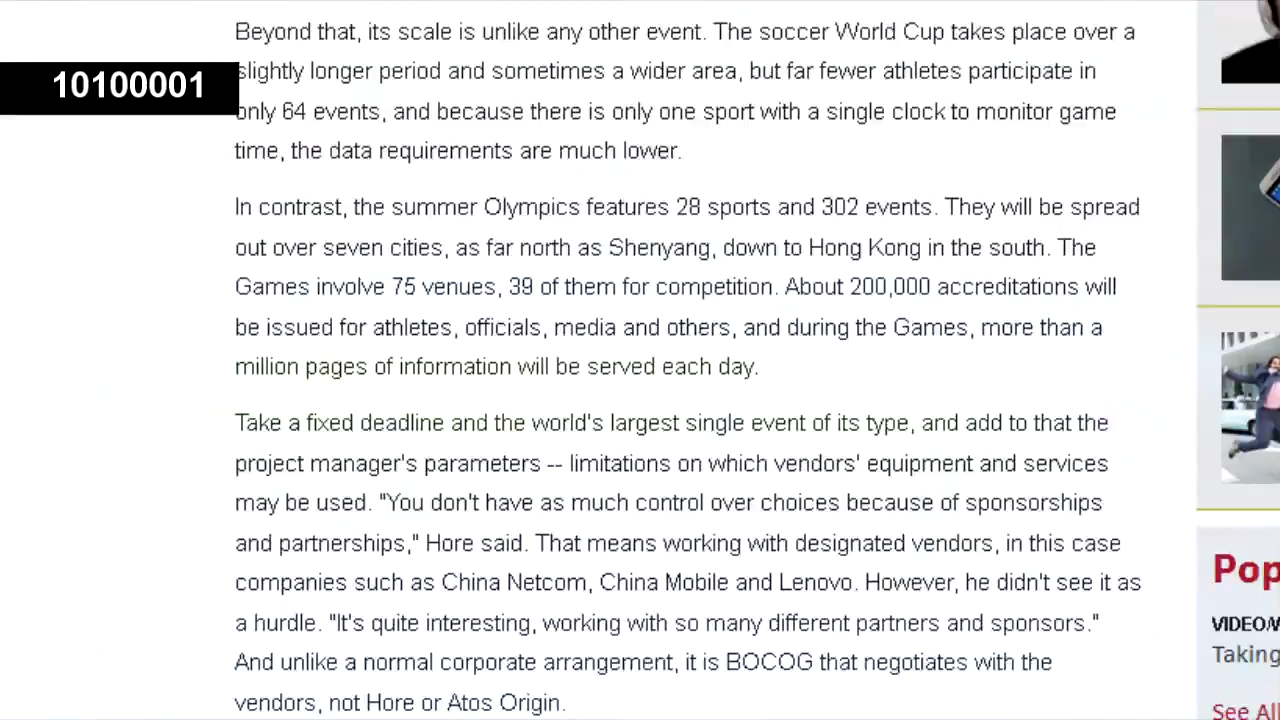 Beyond that, its scale is unlike any other event. The soccer World Cup takes place over a
10100001
slightly longer period and sometimes a wider area, but far fewer athletes participate in
only 64 events, and because there is only one sport with a single clock to monitor game
time, the data requirements are much lower.
In contrast, the summer Olympics features 28 sports and 302 events. They will be spread
out over seven cities, as far north as Shenyang, down to Hong Kong in the south. The
Games involve 75 venues, 39 of them for competition. About 200,000 accreditations will
be issued for athletes, officials, media and others, and during the Games, more than a
million pages of information will be served each day.
Take a fixed deadline and the world's largest single event of its type, and add to that the
project manager's parameters -- limitations on which vendors' equipment and services
may be used. "You don't have as much control over choices because of sponsorships
and partnerships," Hore said. That means working with designated vendors, in this case
companies such as China Netcom, China Mobile and Lenovo. However, he didn't see it as
a hurdle. "It's quite interesting, working with so many different partners and sponsors."
And unlike a normal corporate arrangement, it is BOCOG that negotiates with the
vendors, not Hore or Atos Origin.
Pop
VIDEO/
Taking
See All